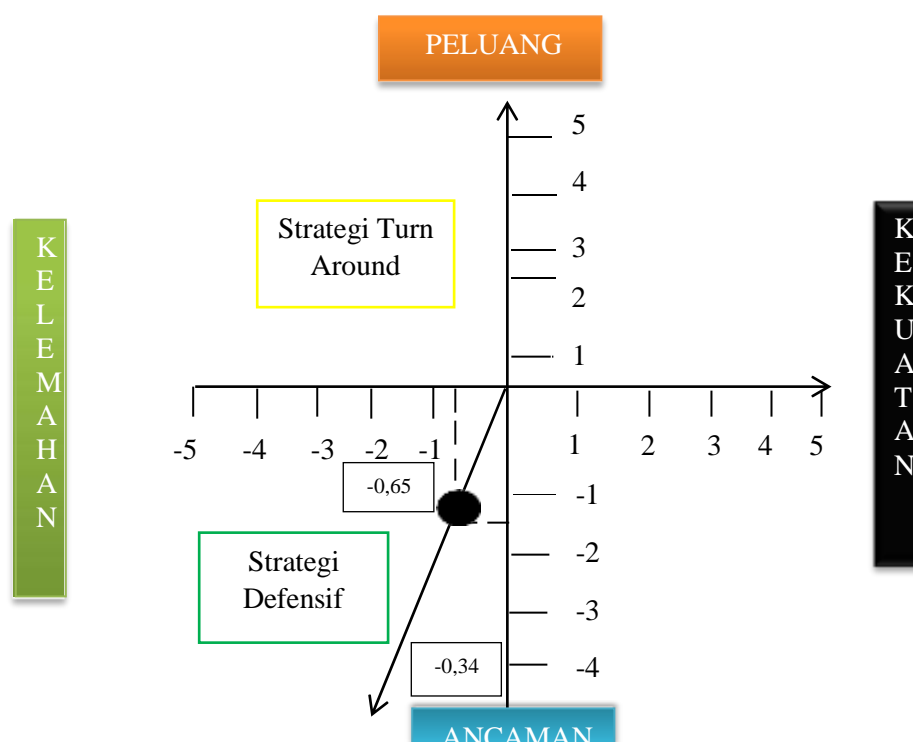 PELUANG
5
4
3
2
1
Strategi Turn
Around
K
E
L
E
M
A
H
A
N
K
E
K
U
A
T
A
N
-5 -4 -3 -2 -1 1 2 3 4 5
-0,65
-1
-2
-3
-4
Strategi
Defensif
-0,34
ANCAMAN